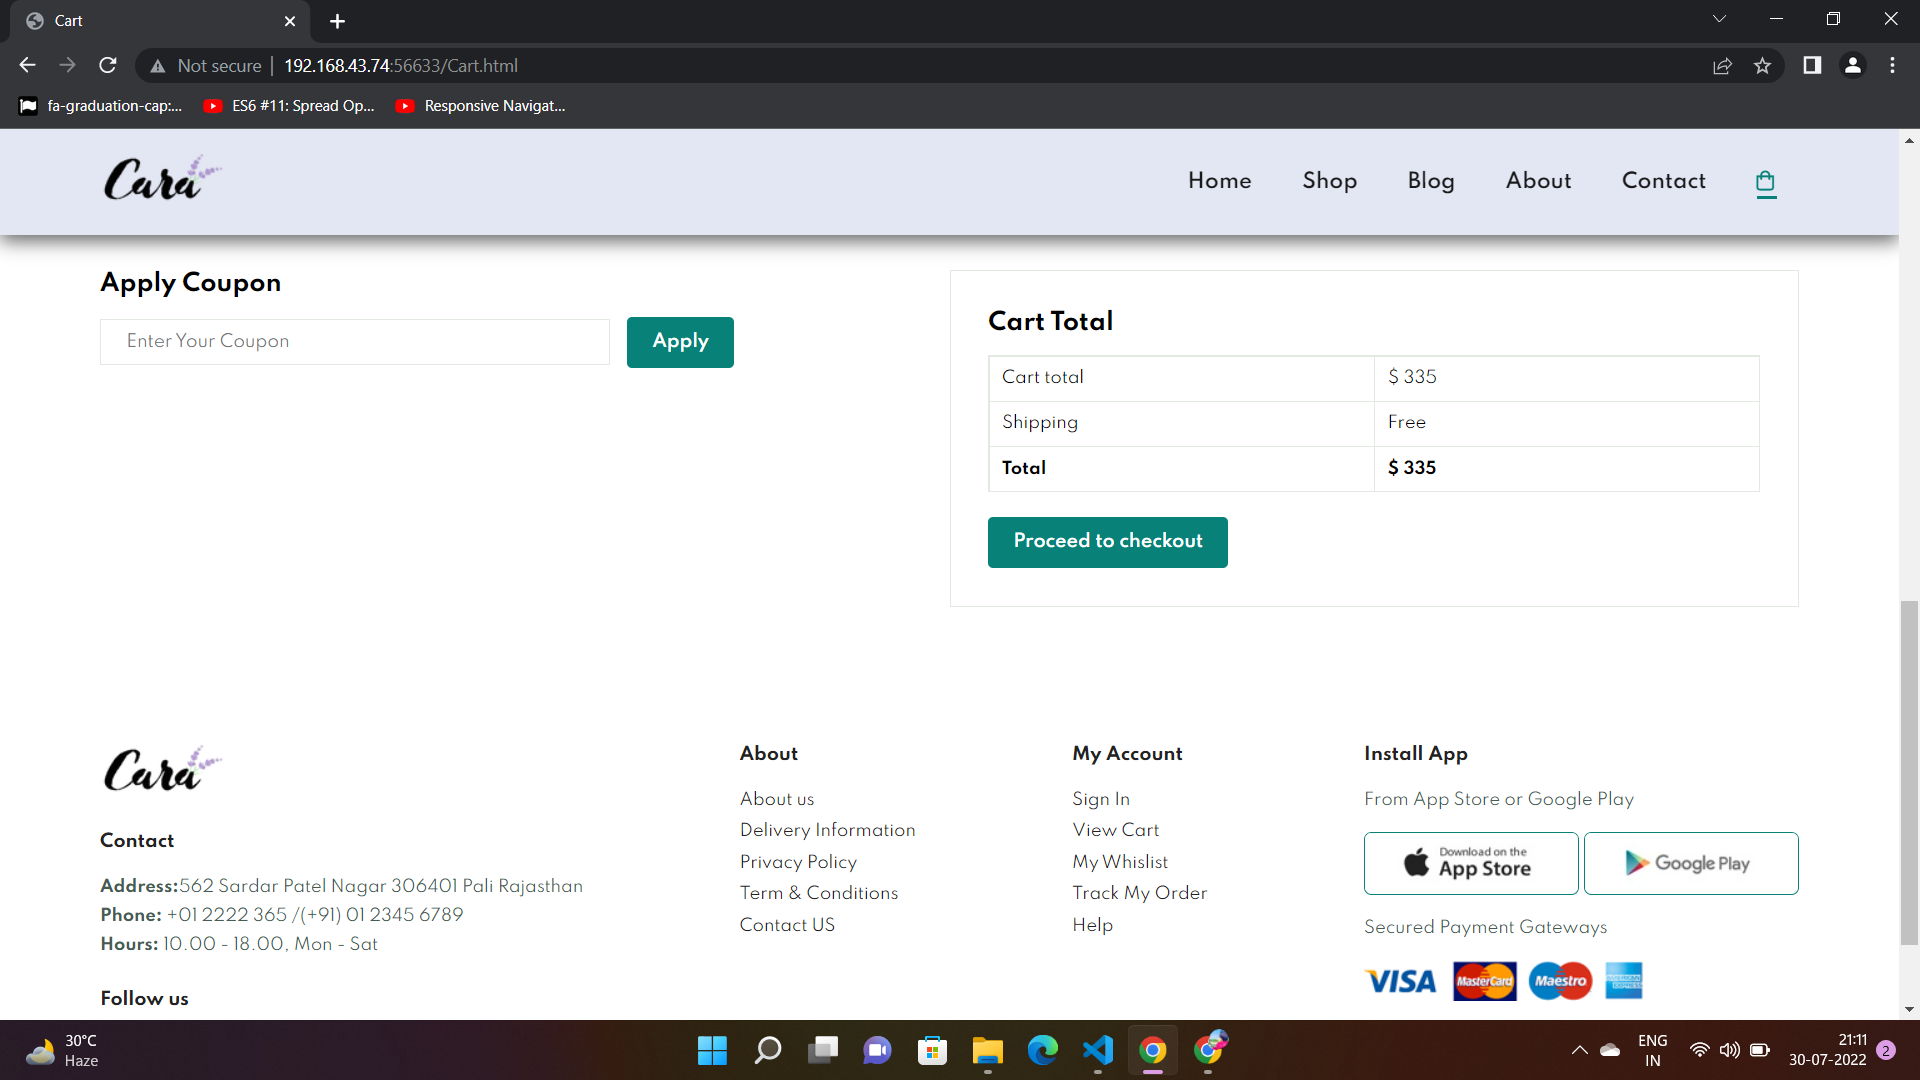 Cart
Not secure
192.168.43.74:56633/Cart.html
fa-graduation-cap:...
ES6 #11: Spread Op...
Responsive Navigat...
Cara
Home
Shop
Blog
About
Contact
Apply Coupon
Enter Your Coupon
Apply
Cart Total
Cart total
$ 335
Shipping
Free
Total
$ 335
Proceed to checkout
Cara
Contact
Address:562 Sardar Patel Nagar 306401 Pali Rajasthan
Phone: +01 2222 365 /(+91) 01 2345 6789
Hours: 10.00 - 18.00, Mon - Sat
Follow us
About
About us
Delivery Information
Privacy Policy
Term & Conditions
Contact US
My Account
Sign In
View Cart
My Whislist
Track My Order
Help
Install App
From App Store or Google Play
Download on the
App Store
Google Play
Secured Payment Gateways
VISA
MasterCard
Maestro
AMERICAN
EXPRESS
30°C
Haze
ENG
IN
21:11
30-07-2022
2